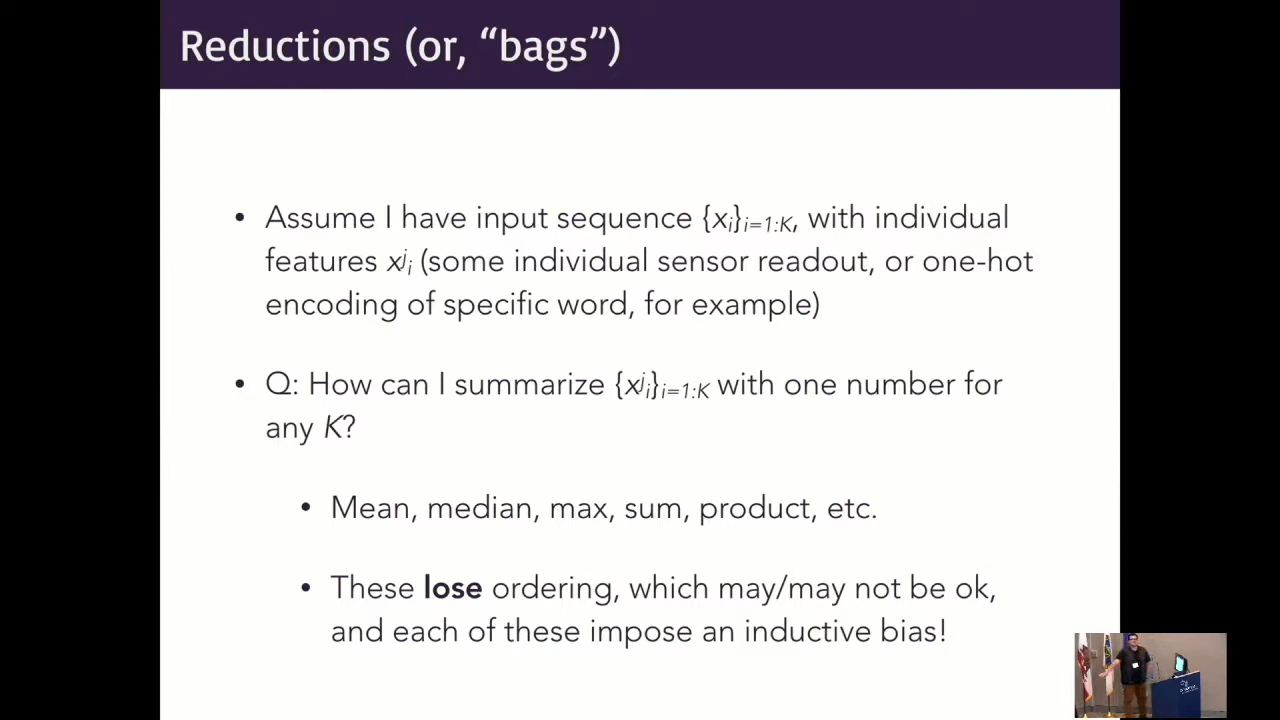 Reductions (or, “bags”)
• Assume I have input sequence {xᵢ}ᵢ₌₁:K, with individual
features xʲᵢ (some individual sensor readout, or one-hot
encoding of specific word, for example)
• Q: How can I summarize {xʲᵢ}ᵢ₌₁:K with one number for
any K?
• Mean, median, max, sum, product, etc.
• These lose ordering, which may/may not be ok,
and each of these impose an inductive bias!